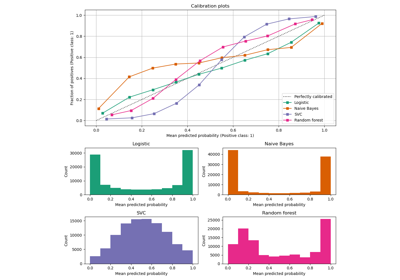 Calibration plots
1.0
0.8
0.6
0.4
0.2
0.0
Fraction of positives (Positive class: 1)
Perfectly calibrated
Logistic
Naive Bayes
SVC
Random forest
0.0 0.2 0.4 0.6 0.8 1.0
Mean predicted probability (Positive class: 1)
Logistic
30000
20000
10000
0
Count
0.0 0.2 0.4 0.6 0.8 1.0
Mean predicted probability
Naive Bayes
40000
30000
20000
10000
0
Count
0.0 0.2 0.4 0.6 0.8 1.0
Mean predicted probability
SVC
15000
10000
5000
0
Count
0.0 0.2 0.4 0.6 0.8 1.0
Mean predicted probability
Random forest
25000
20000
15000
10000
5000
0
Count
0.0 0.2 0.4 0.6 0.8 1.0
Mean predicted probability